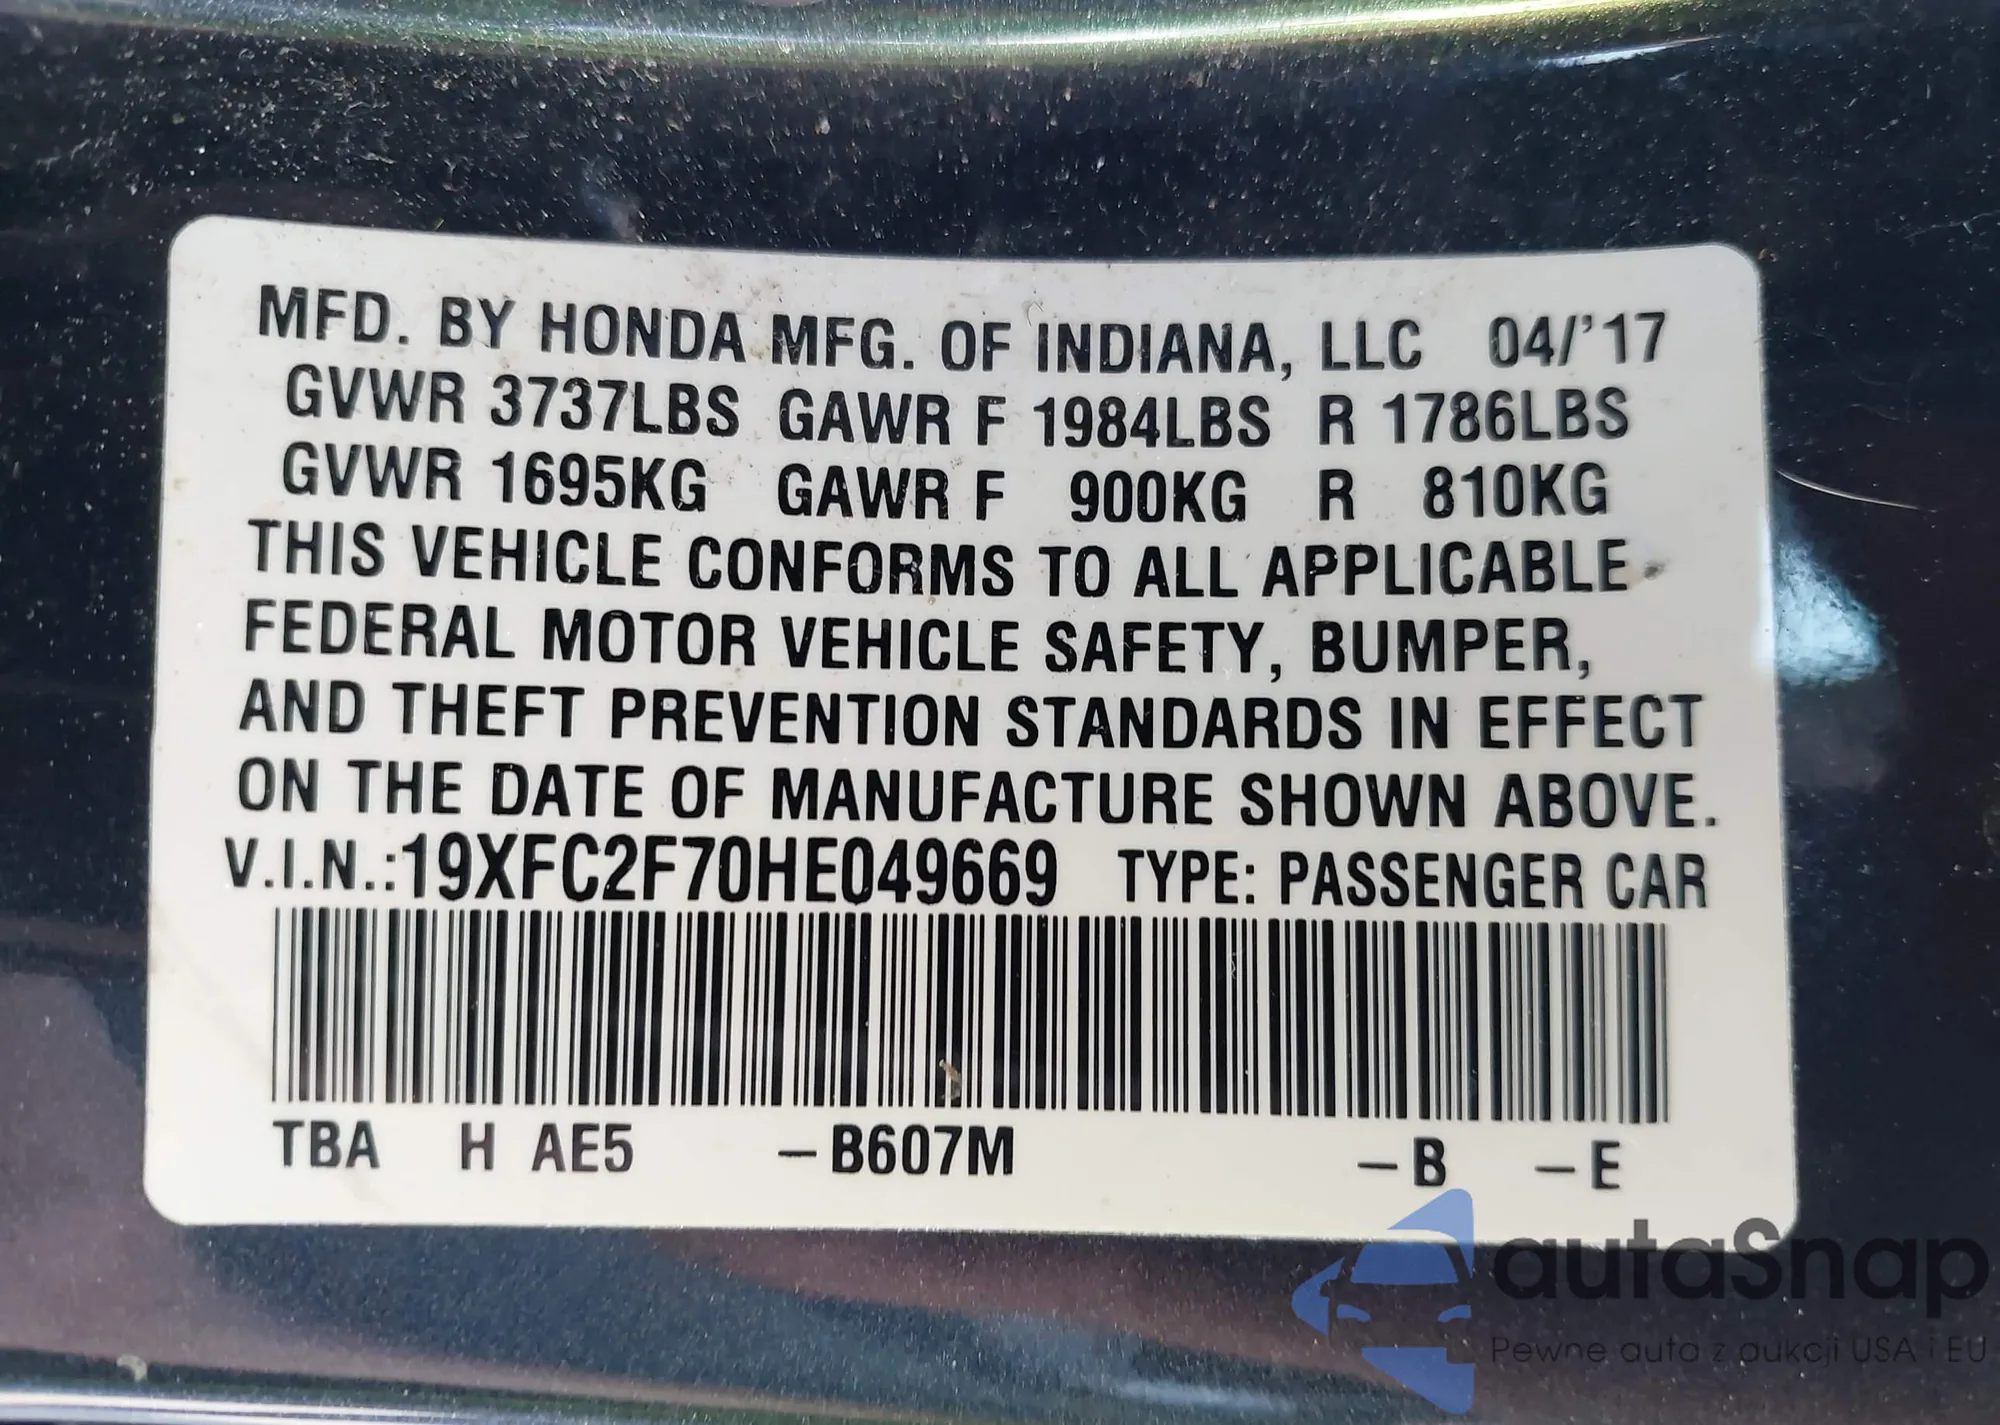 MFD. BY HONDA MFG. OF INDIANA, LLC 04/'17
GVWR 3737LBS GAWR F 1984LBS R 1786LBS
GVWR 1695KG GAWR F 900KG R 810KG
THIS VEHICLE CONFORMS TO ALL APPLICABLE
FEDERAL MOTOR VEHICLE SAFETY, BUMPER,
AND THEFT PREVENTION STANDARDS IN EFFECT
ON THE DATE OF MANUFACTURE SHOWN ABOVE.
V.I.N.:19XFC2F70HE049669 TYPE: PASSENGER CAR
TBA H AE5 –B607M –B –E
autaSnap
Pewne auta z aukcji USA i EU